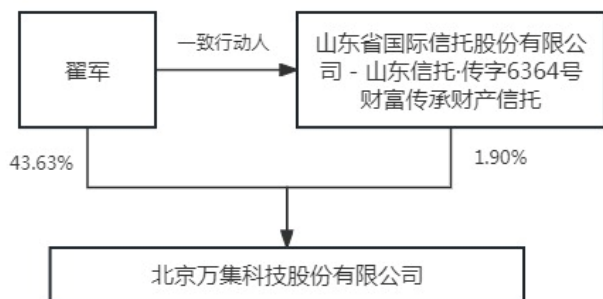 翟军
一致行动人
山东省国际信托股份有限公
司 - 山东信托·传字6364号
财富传承财产信托
43.63%
1.90%
北京万集科技股份有限公司